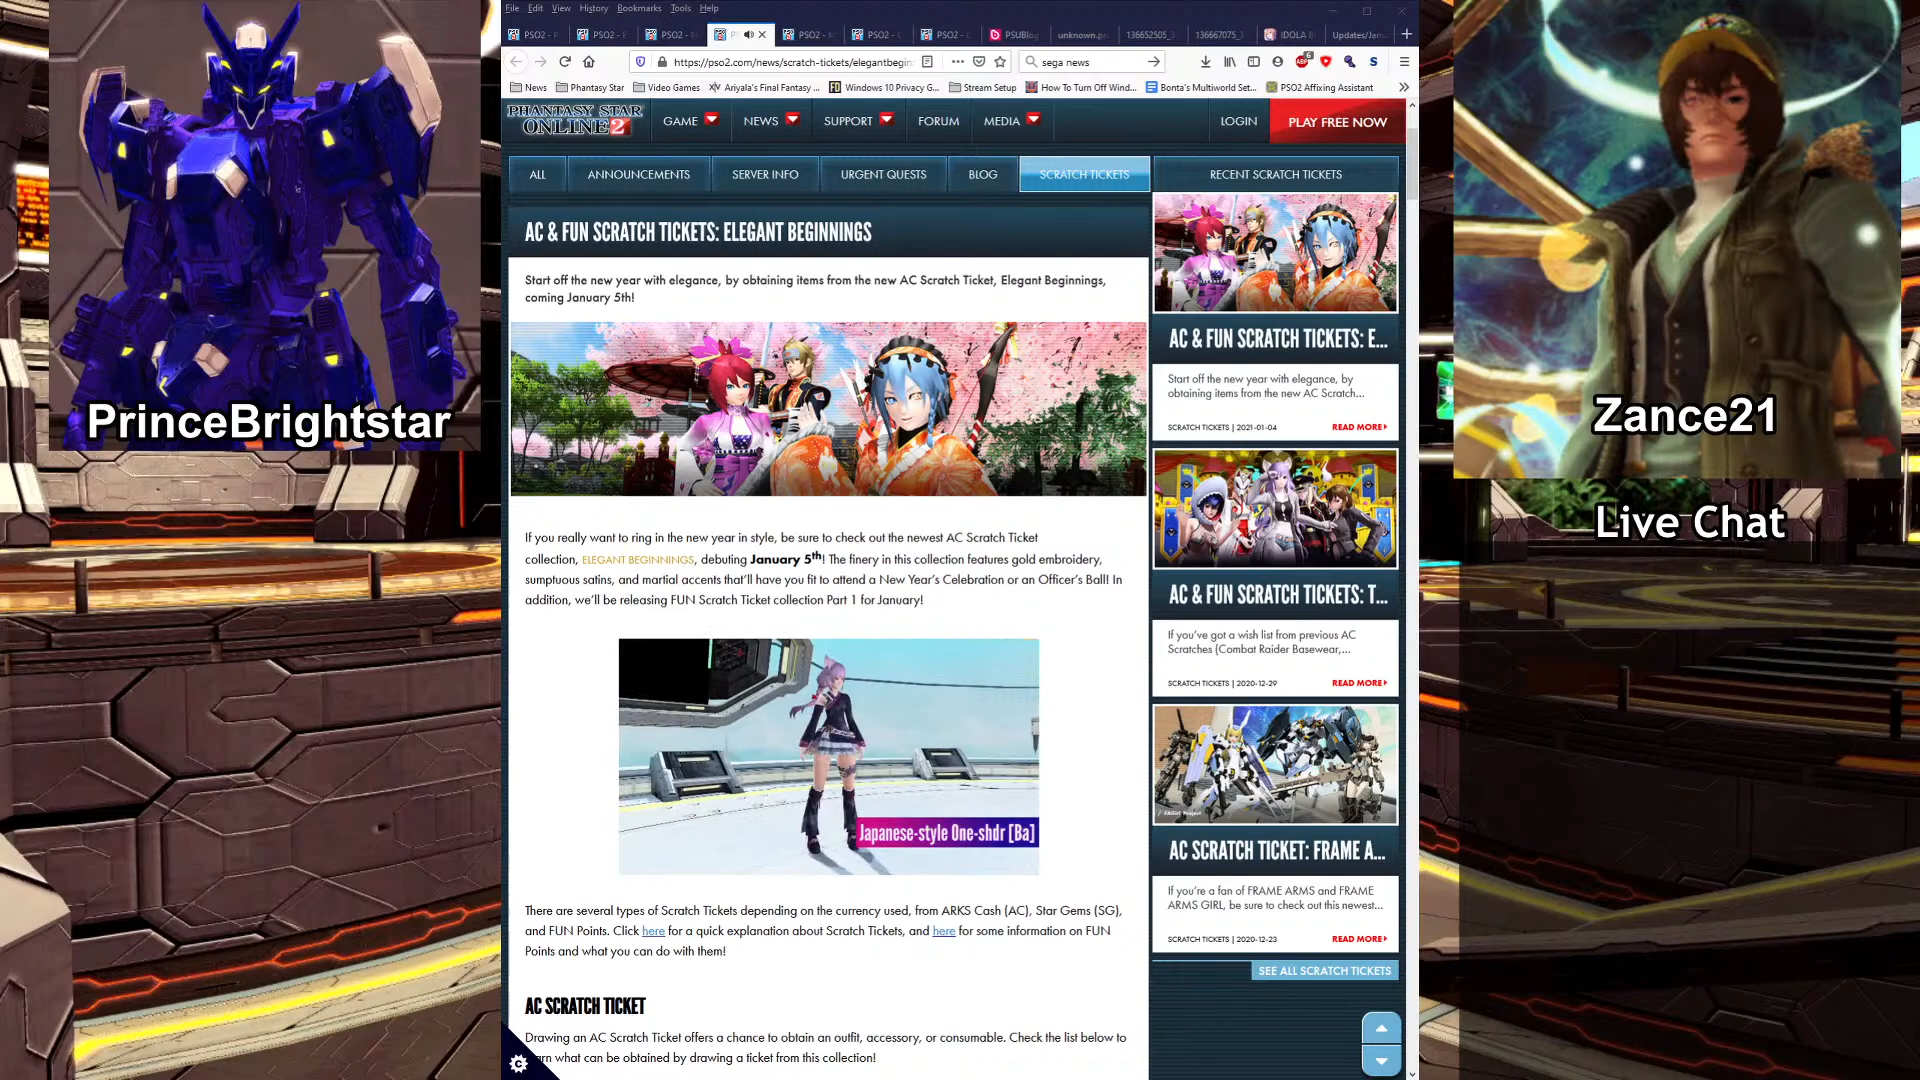 File Edit View History Bookmarks Tools Help
PSO2 - PSO2 - PSO2 - PSO2 - PSO2 - PSO2 - PSUBlog unknown.pn 136652505_ 136667075_ IDOLA Updates/Jan
https://pso2.com/news/scratch-tickets/elegantbegin
sega news
News Phantasy Star Video Games Ariyala's Final Fantasy ... Windows 10 Privacy G... Stream Setup How To Turn Off Wind... Bonta's Multiworld Set... PSO2 Affixing Assistant
PHANTASY STAR ONLINE 2
GAME NEWS SUPPORT FORUM MEDIA LOGIN PLAY FREE NOW
ALL ANNOUNCEMENTS SERVER INFO URGENT QUESTS BLOG SCRATCH TICKETS RECENT SCRATCH TICKETS
AC & FUN SCRATCH TICKETS: ELEGANT BEGINNINGS
Start off the new year with elegance, by obtaining items from the new AC Scratch Ticket, Elegant Beginnings,
coming January 5th!
If you really want to ring in the new year in style, be sure to check out the newest AC Scratch Ticket
collection, ELEGANT BEGINNINGS, debuting January 5th! The finery in this collection features gold embroidery,
sumptuous satins, and martial accents that'll have you fit to attend a New Year's Celebration or an Officer's Ball! In
addition, we'll be releasing FUN Scratch Ticket collection Part 1 for January!
Japanese-style One-shdr [Ba]
There are several types of Scratch Tickets depending on the currency used, from ARKS Cash (AC), Star Gems (SG),
and FUN Points. Click here for a quick explanation about Scratch Tickets, and here for some information on FUN
Points and what you can do with them!
AC SCRATCH TICKET
Drawing an AC Scratch Ticket offers a chance to obtain an outfit, accessory, or consumable. Check the list below to
what can be obtained by drawing a ticket from this collection!
AC & FUN SCRATCH TICKETS: E...
Start off the new year with elegance, by
obtaining items from the new AC Scratch...
SCRATCH TICKETS | 2021-01-04 READ MORE
AC & FUN SCRATCH TICKETS: T...
If you've got a wish list from previous AC
Scratches (Combat Raider Basewear,...
SCRATCH TICKETS | 2020-12-29 READ MORE
/ FAGirl Project
AC SCRATCH TICKET: FRAME A...
If you're a fan of FRAME ARMS and FRAME
ARMS GIRL, be sure to check out this newest...
SCRATCH TICKETS | 2020-12-23 READ MORE
SEE ALL SCRATCH TICKETS
PrinceBrightstar
Zance21
Live Chat